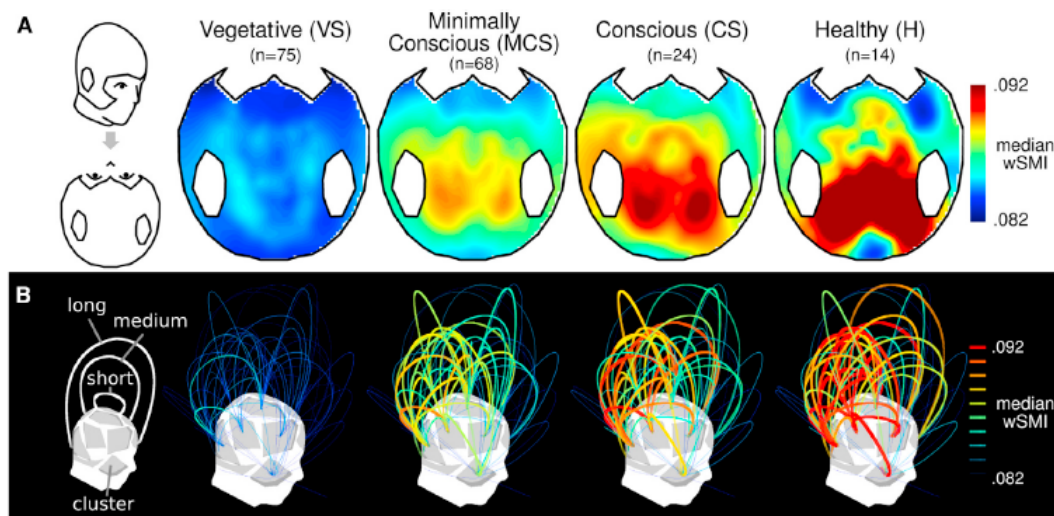 A
Vegetative (VS)
(n=75)
Minimally
Conscious (MCS)
(n=68)
Conscious (CS)
(n=24)
Healthy (H)
(n=14)
.092
median
wSMI
.082
B
long
medium
short
cluster
.092
median
wSMI
.082